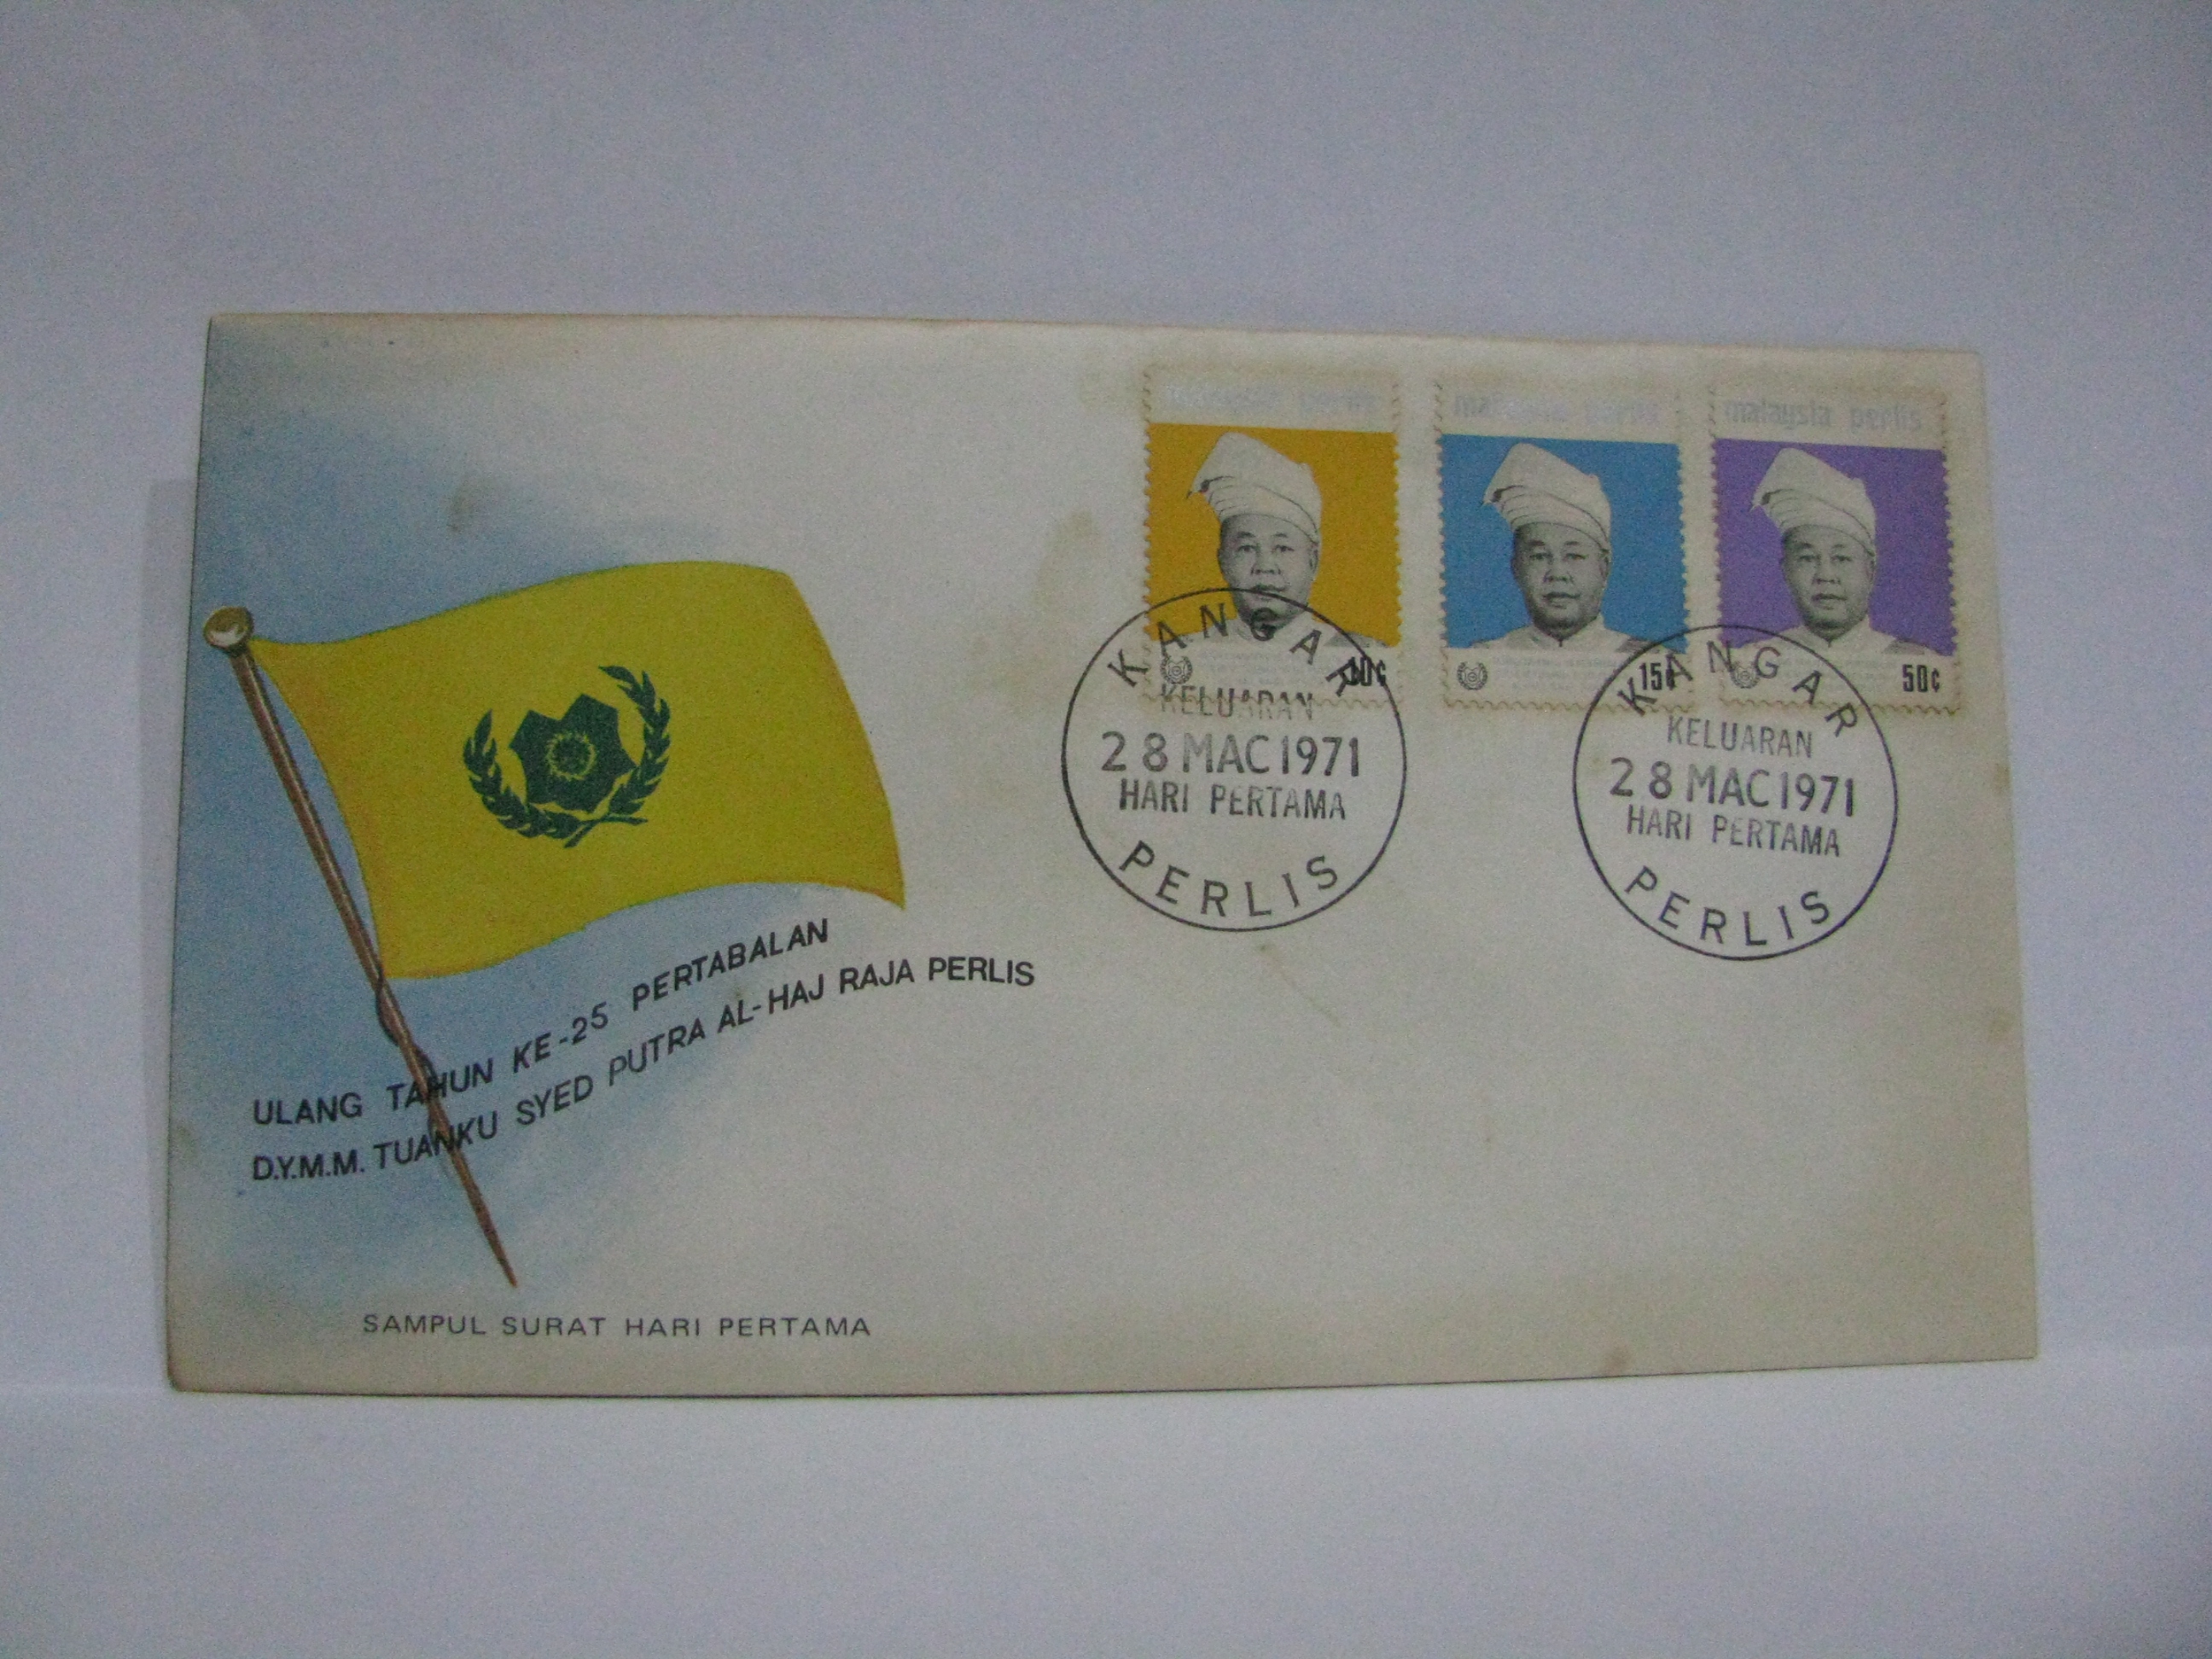 malaysia perlis
malaysia perlis
malaysia perlis
10¢
15¢
50¢
KANGAR
KELUARAN
28 MAC 1971
HARI PERTAMA
PERLIS
KANGAR
KELUARAN
28 MAC 1971
HARI PERTAMA
PERLIS
ULANG TAHUN KE-25 PERTABALAN
D.Y.M.M. TUANKU SYED PUTRA AL-HAJ RAJA PERLIS
SAMPUL SURAT HARI PERTAMA